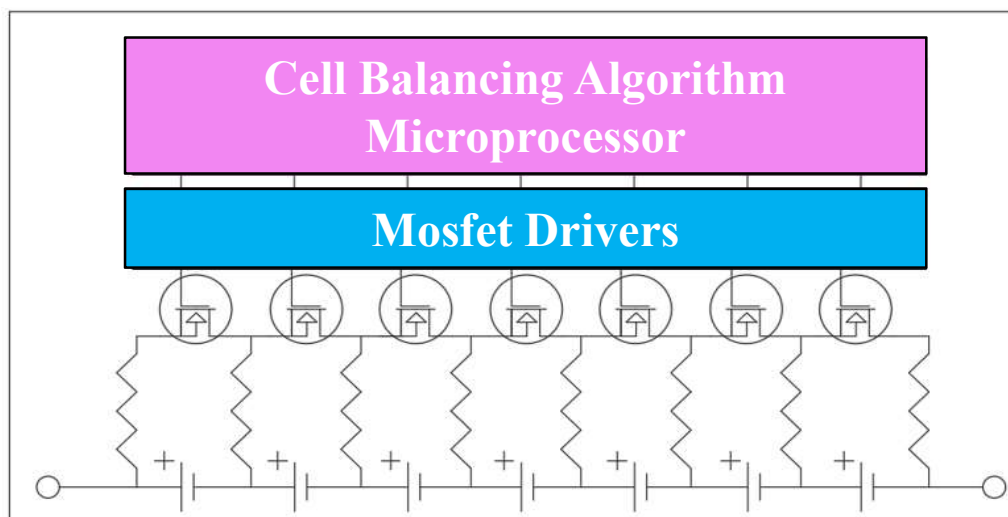 Cell Balancing Algorithm
Microprocessor
Mosfet Drivers
+ + + + + + +